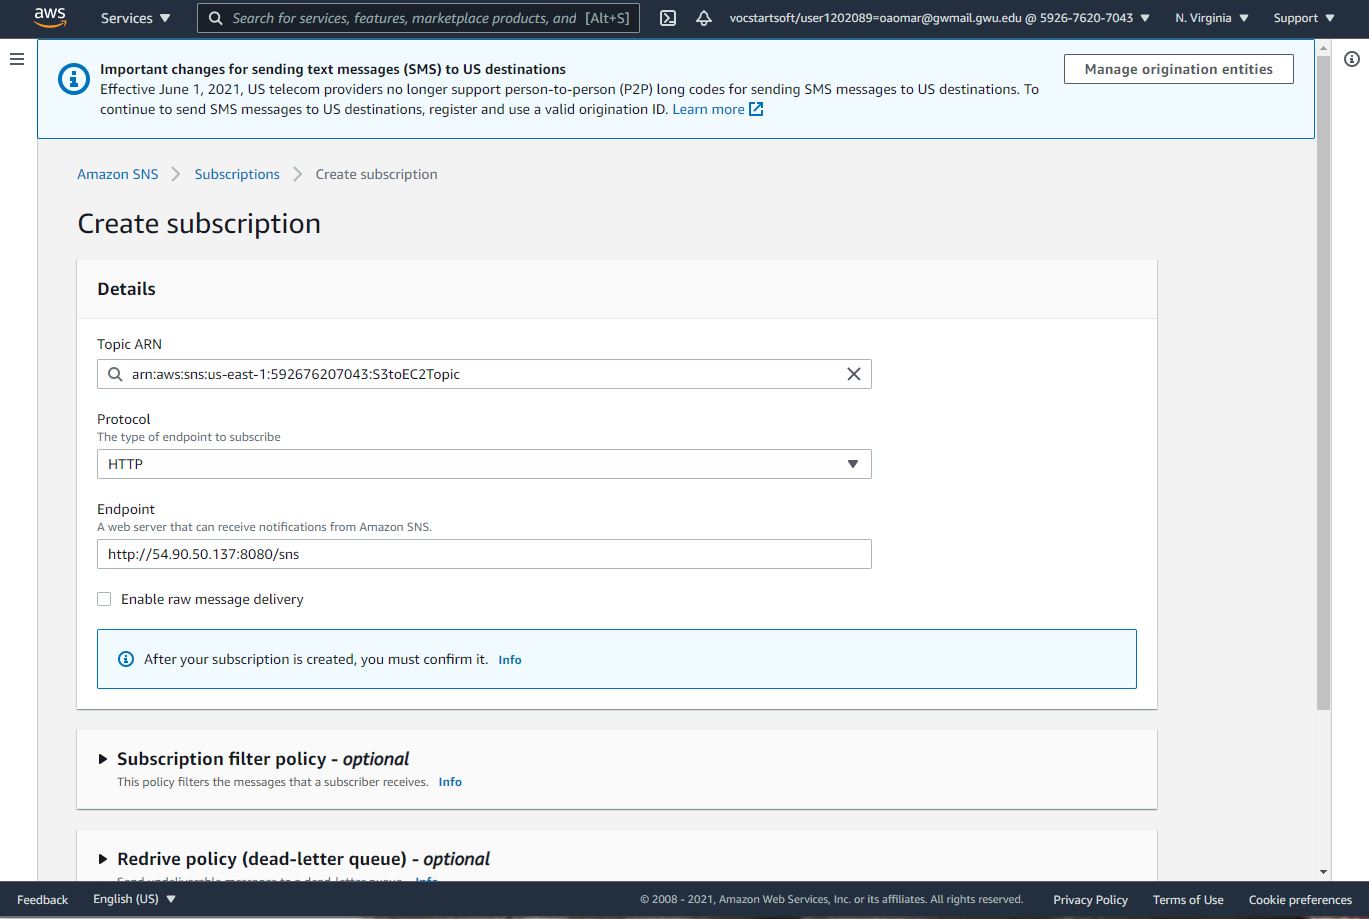 aws
Services ▼
Search for services, features, marketplace products, and [Alt+S]
vocstartsoft/user1202089=oaomar@gwmail.gwu.edu @ 5926-7620-7043 ▼
N. Virginia ▼
Support ▼
Important changes for sending text messages (SMS) to US destinations
Effective June 1, 2021, US telecom providers no longer support person-to-person (P2P) long codes for sending SMS messages to US destinations. To
continue to send SMS messages to US destinations, register and use a valid origination ID. Learn more
Manage origination entities
Amazon SNS > Subscriptions > Create subscription
Create subscription
Details
Topic ARN
arn:aws:sns:us-east-1:592676207043:S3toEC2Topic
Protocol
The type of endpoint to subscribe
HTTP
Endpoint
A web server that can receive notifications from Amazon SNS.
http://54.90.50.137:8080/sns
Enable raw message delivery
After your subscription is created, you must confirm it. Info
Subscription filter policy - optional
This policy filters the messages that a subscriber receives. Info
Redrive policy (dead-letter queue) - optional
Send undeliverable messages to a dead-letter queue. Info
Feedback
English (US) ▼
© 2008 - 2021, Amazon Web Services, Inc. or its affiliates. All rights reserved.
Privacy Policy
Terms of Use
Cookie preferences